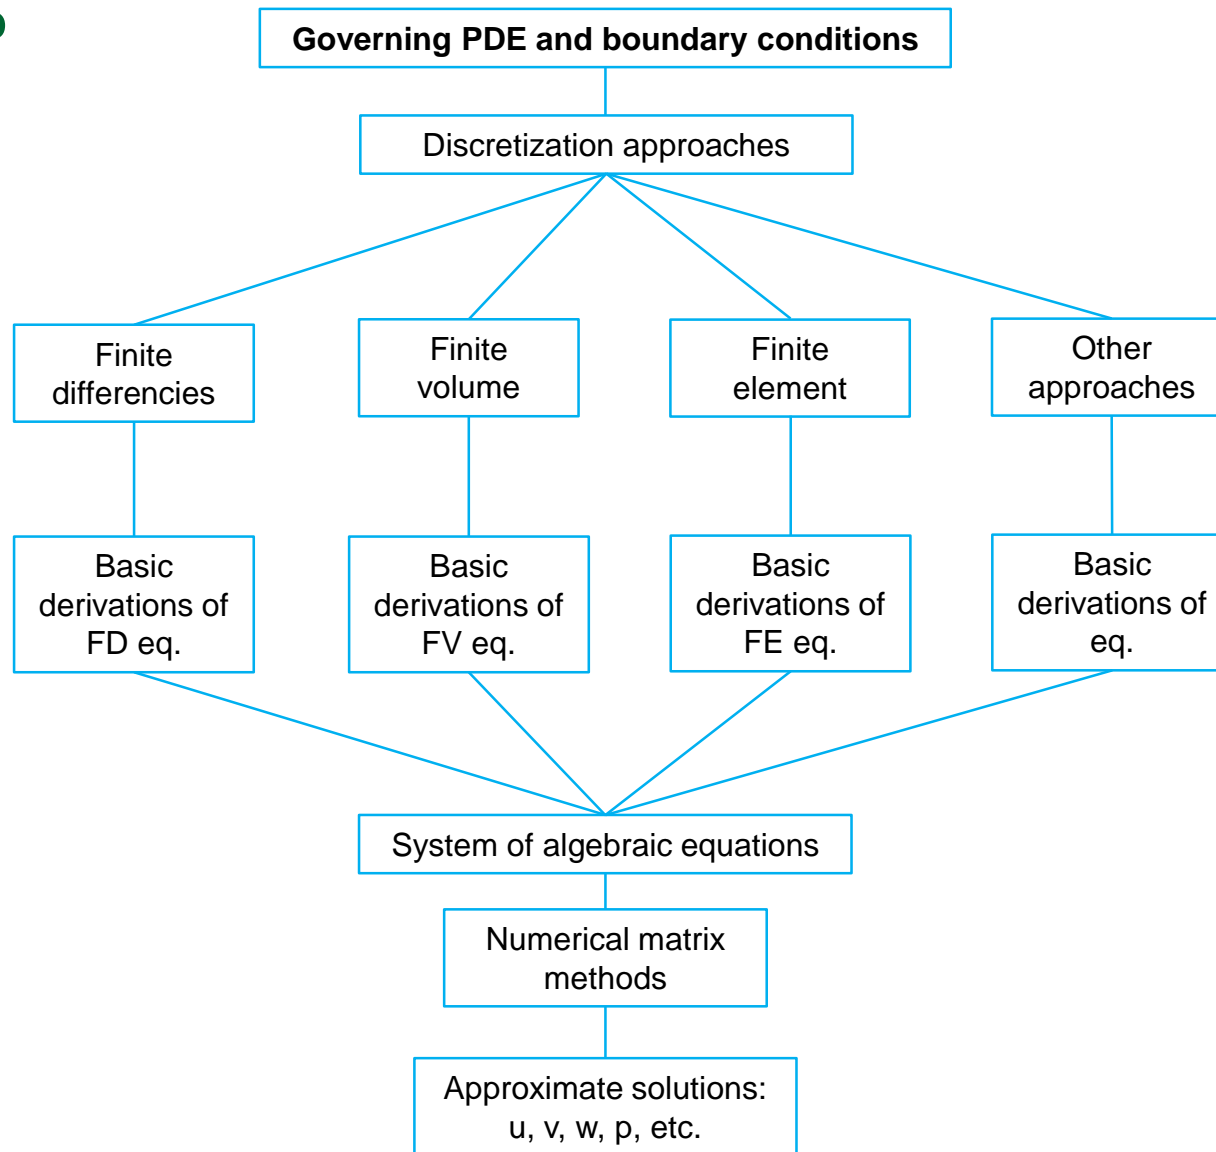 Governing PDE and boundary conditions
Discretization approaches
Finite
differencies
Finite
volume
Finite
element
Other
approaches
Basic
derivations of
FD eq.
Basic
derivations of
FV eq.
Basic
derivations of
FE eq.
Basic
derivations of
eq.
System of algebraic equations
Numerical matrix
methods
Approximate solutions:
u, v, w, p, etc.